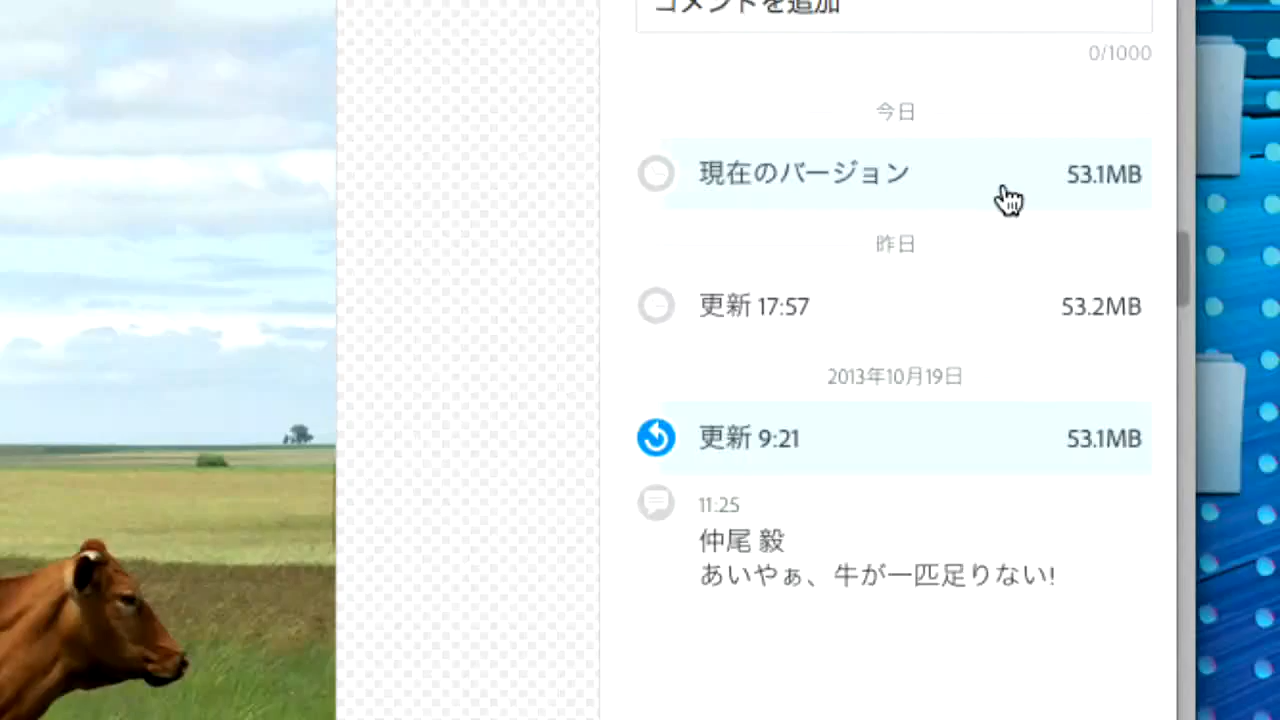 コメントを追加
0/1000
今日
現在のバージョン 53.1MB
昨日
更新 17:57 53.2MB
2013年10月19日
更新 9:21 53.1MB
11:25
仲尾 毅
あいやぁ、牛が一匹足りない!